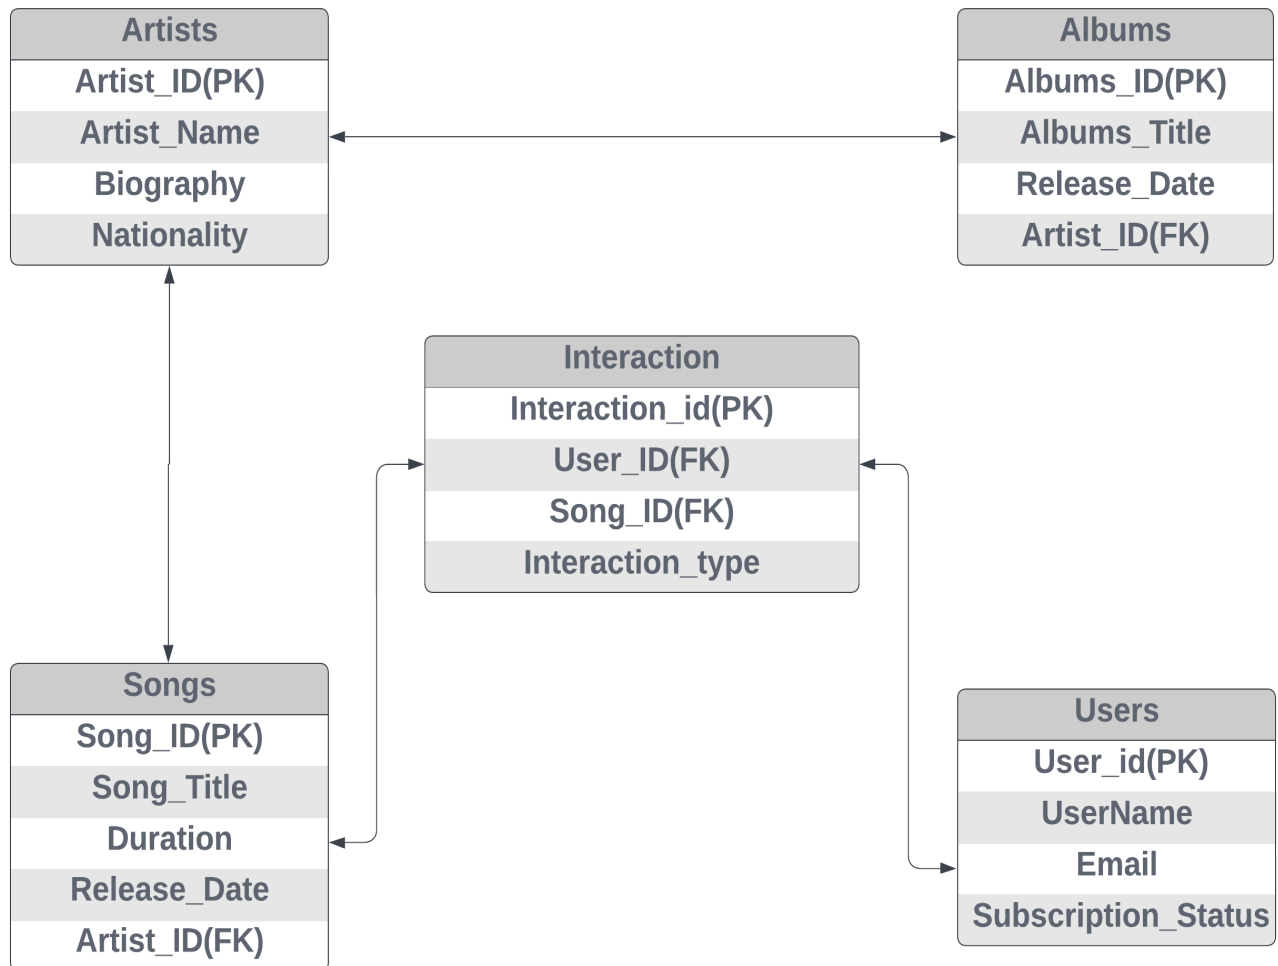 Artists
Artist_ID(PK)
Artist_Name
Biography
Nationality
Albums
Albums_ID(PK)
Albums_Title
Release_Date
Artist_ID(FK)
Interaction
Interaction_id(PK)
User_ID(FK)
Song_ID(FK)
Interaction_type
Songs
Song_ID(PK)
Song_Title
Duration
Release_Date
Artist_ID(FK)
Users
User_id(PK)
UserName
Email
Subscription_Status